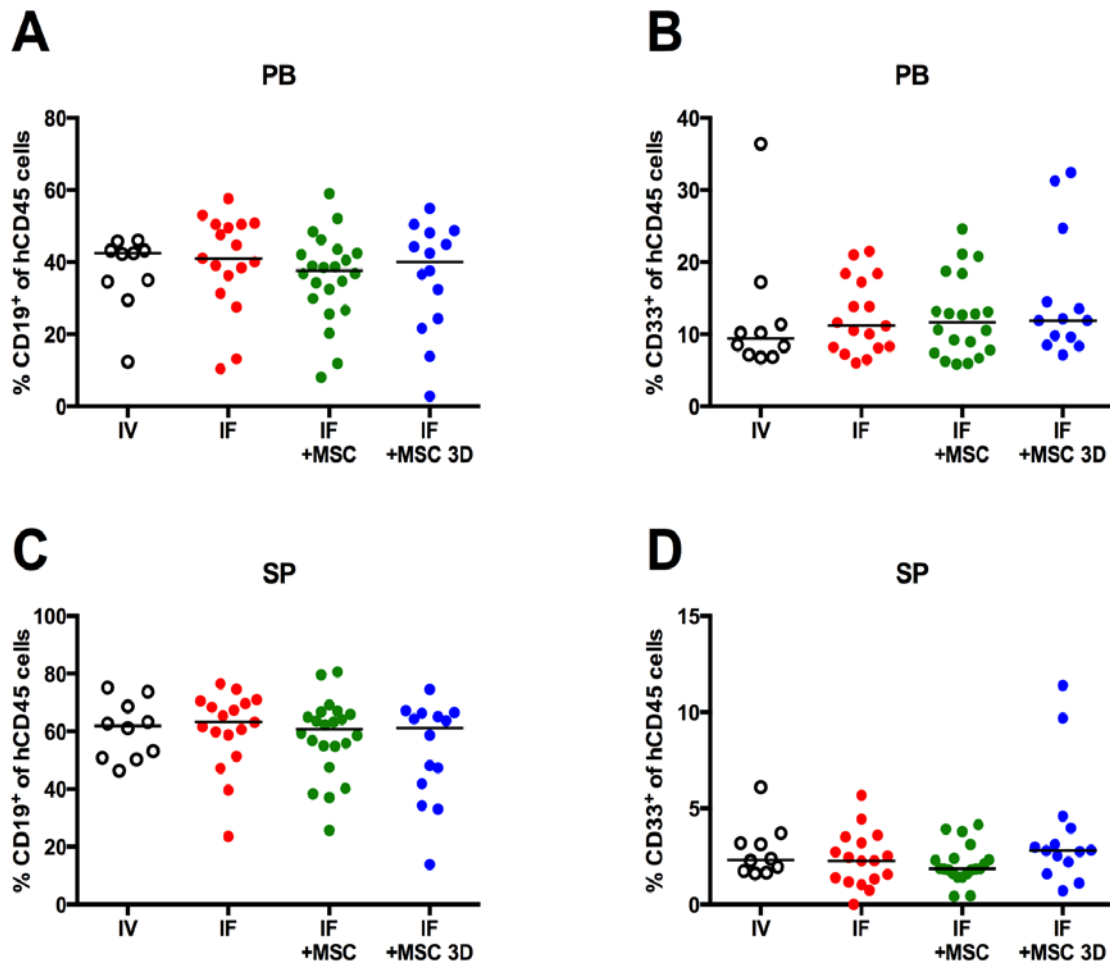 A
PB
% CD19+ of hCD45 cells
80
60
40
20
0
IV
IF
IF
+MSC
IF
+MSC 3D
B
PB
% CD33+ of hCD45 cells
40
30
20
10
0
IV
IF
IF
+MSC
IF
+MSC 3D
C
SP
% CD19+ of hCD45 cells
100
80
60
40
20
0
IV
IF
IF
+MSC
IF
+MSC 3D
D
SP
% CD33+ of hCD45 cells
15
10
5
0
IV
IF
IF
+MSC
IF
+MSC 3D